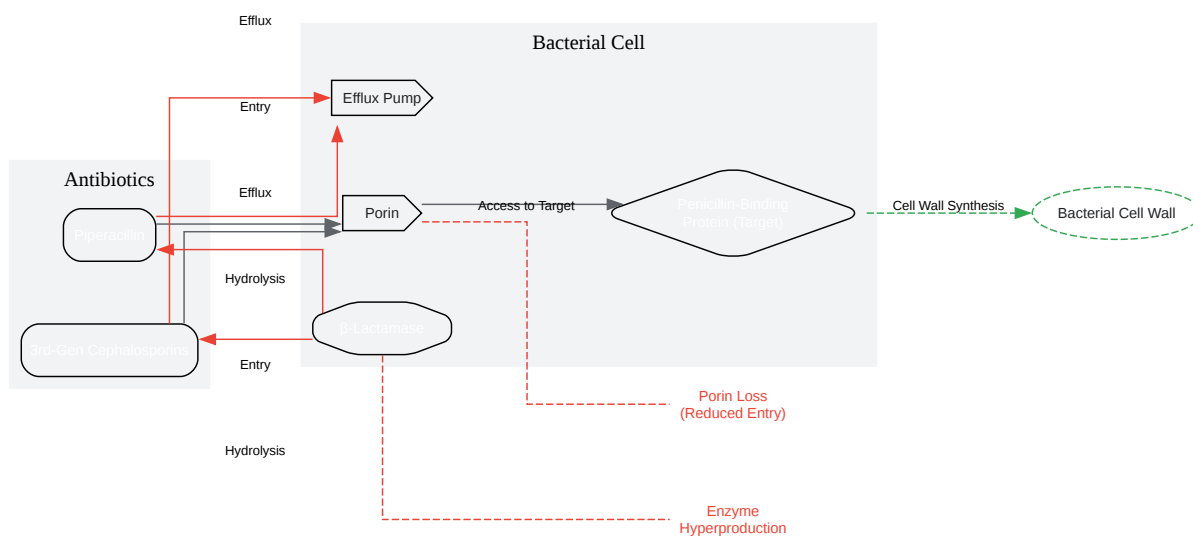 Efflux
Bacterial Cell
Efflux Pump
Entry
Antibiotics
Efflux
Piperacillin
Porin
Access to Target
Penicillin-Binding
Protein (Target)
Cell Wall Synthesis
Bacterial Cell Wall
Hydrolysis
β-Lactamase
3rd-Gen Cephalosporins
Entry
Porin Loss
(Reduced Entry)
Hydrolysis
Enzyme
Hyperproduction